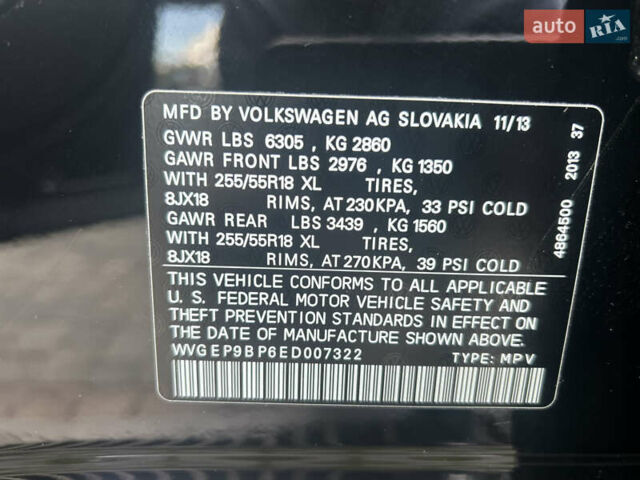 auto RIA
.com
MFD BY VOLKSWAGEN AG SLOVAKIA 11/13
GVWR LBS 6305 , KG 2860
GAWR FRONT LBS 2976 , KG 1350
WITH 255/55R18 XL TIRES,
8JX18 RIMS, AT 230KPA, 33 PSI COLD
GAWR REAR LBS 3439 , KG 1560
WITH 255/55R18 XL TIRES,
8JX18 RIMS, AT 270KPA, 39 PSI COLD
THIS VEHICLE CONFORMS TO ALL APPLICABLE
U. S. FEDERAL MOTOR VEHICLE SAFETY AND
THEFT PREVENTION STANDARDS IN EFFECT ON
THE DATE OF MANUFACTURE SHOWN ABOVE.
WVGEP9BP6ED007322 TYPE: MPV
4864500 2013 37